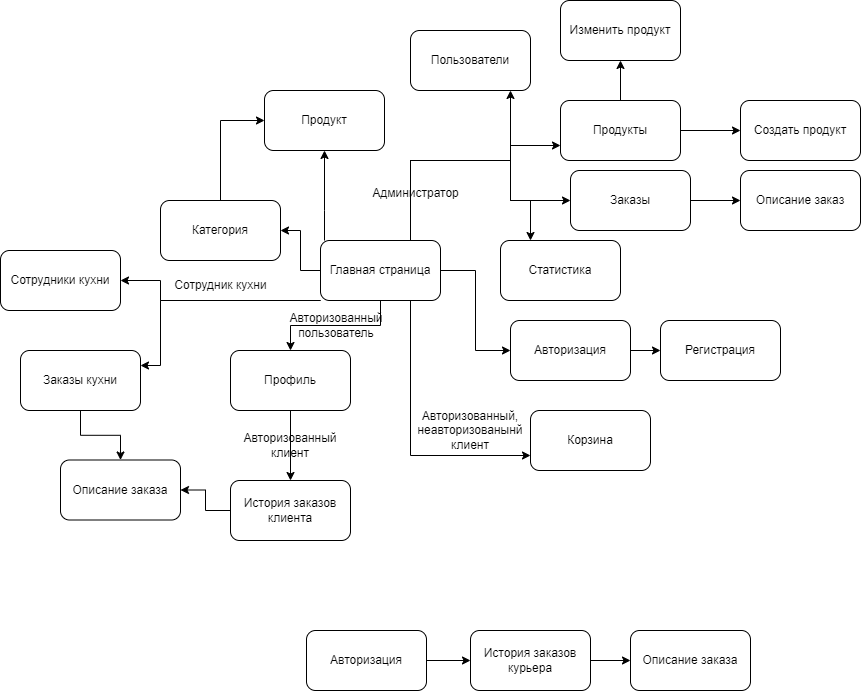 Изменить продукт
Пользователи
Продукт
Продукты
Создать продукт
Администратор
Заказы
Описание заказ
Категория
Главная страница
Статистика
Сотрудники кухни
Сотрудник кухни
Авторизованный
пользователь
Авторизация
Регистрация
Заказы кухни
Профиль
Авторизованный,
неавторизованынй
клиент
Корзина
Авторизованный
клиент
Описание заказа
История заказов
клиента
Авторизация
История заказов
курьера
Описание заказа